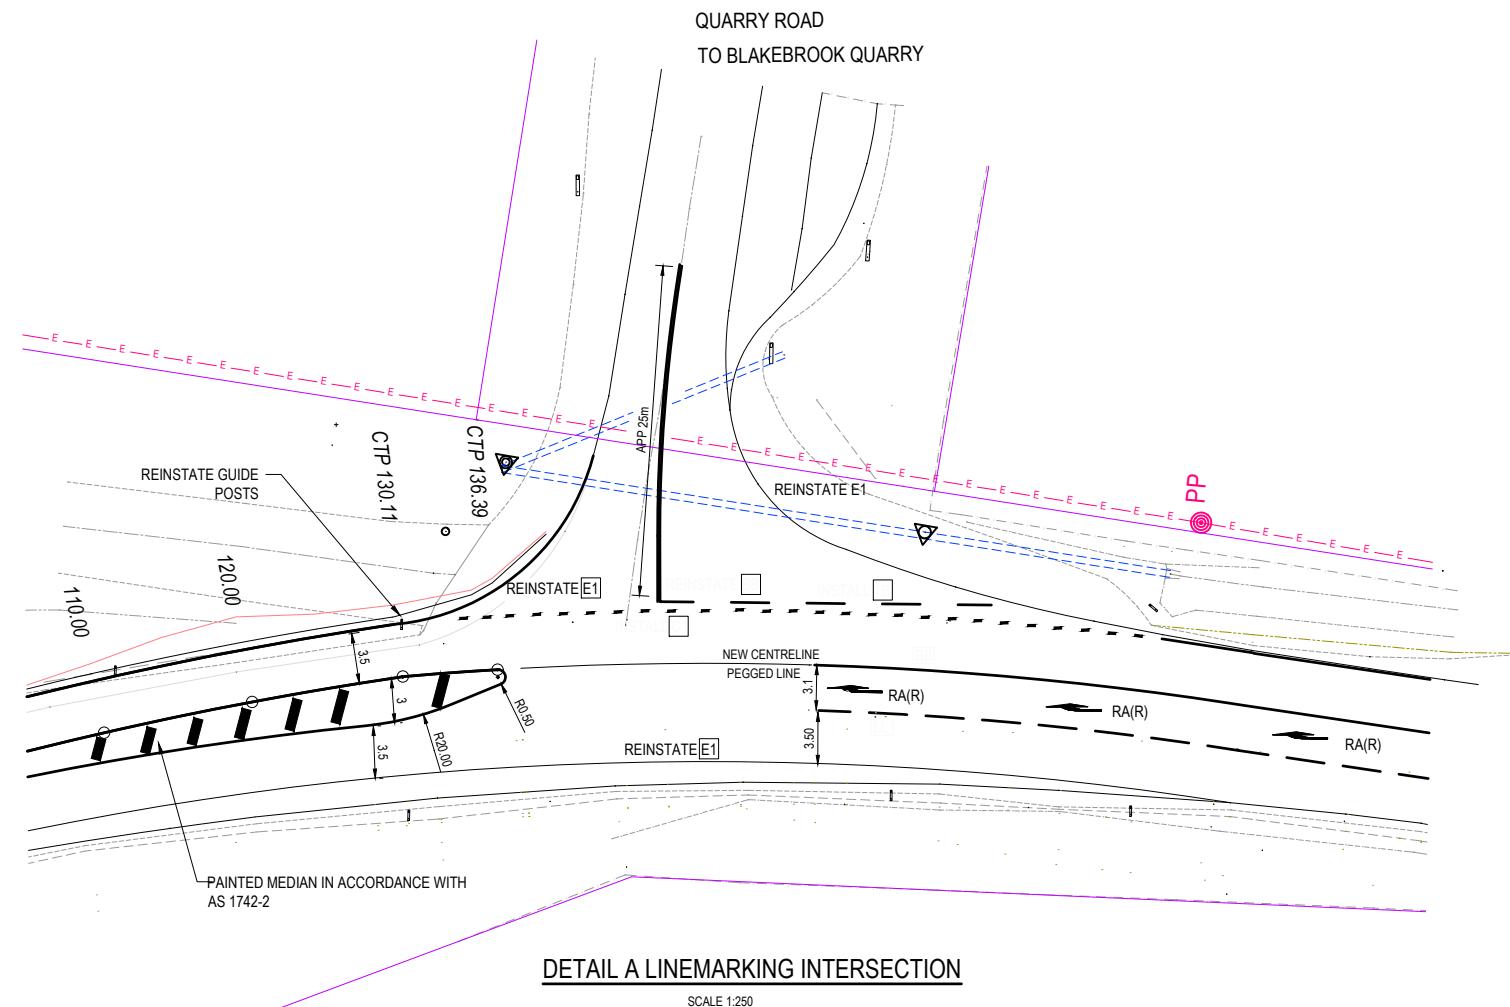 QUARRY ROAD
TO BLAKEBROOK QUARRY
E E E E E E E E E E E E E E E E E
E E E E E E E E E E E E E E E E E
APP 25m
CTP 130.11
CTP 136.39
REINSTATE GUIDE
POSTS
REINSTATE E1
PP
120.00
110.00
REINSTATE E1
REINSTATE
INSTALL
INSTALL
3.5
NEW CENTRELINE
PEGGED LINE
3.1
RA(R)
RA(R)
RA(R)
3
R0.50
R20.00
3.5
3.50
REINSTATE E1
PAINTED MEDIAN IN ACCORDANCE WITH
AS 1742-2
DETAIL A LINEMARKING INTERSECTION
SCALE 1:250